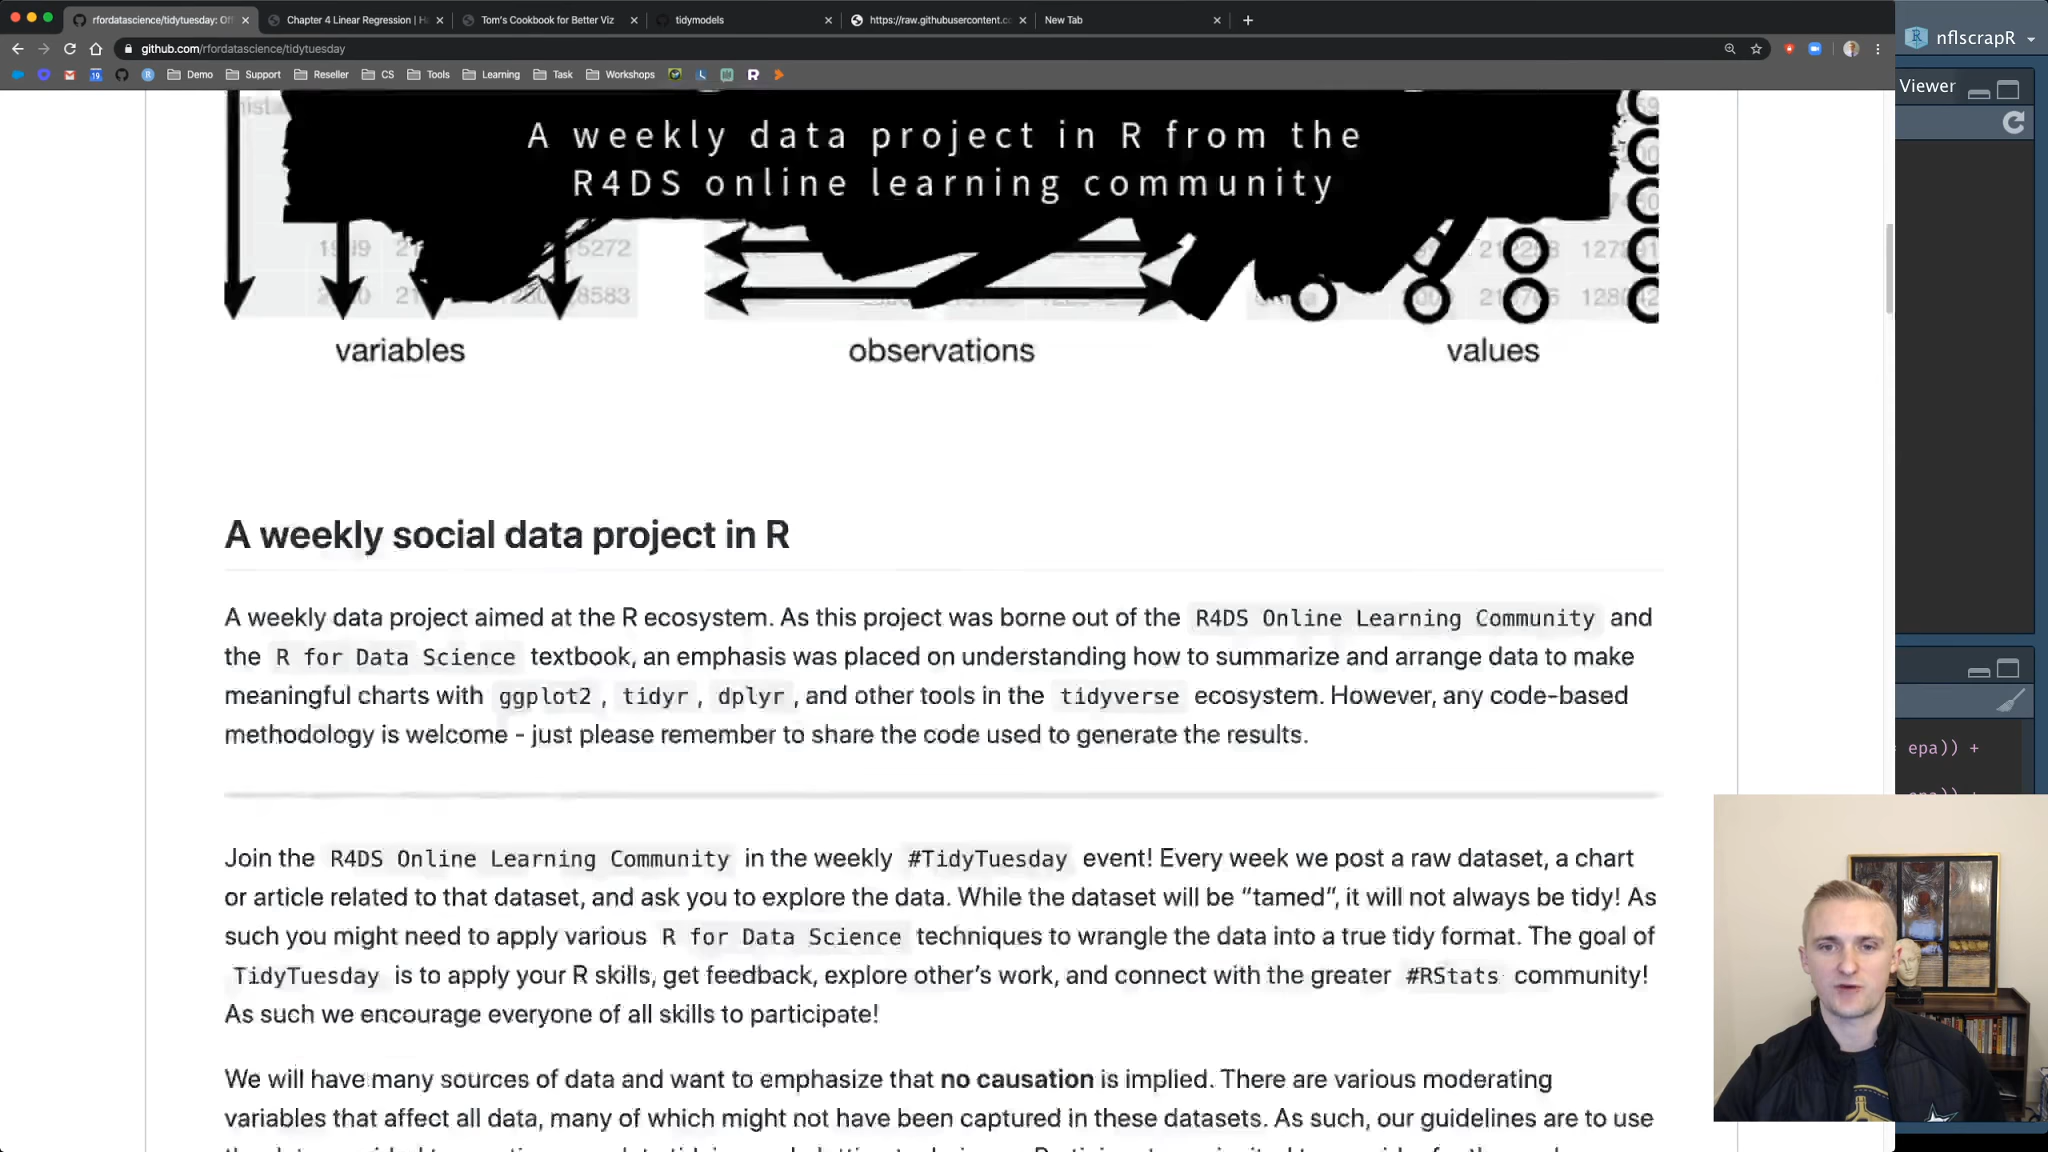 rfordatascience/tidytuesday: Of
Chapter 4 Linear Regression | H
Tom's Cookbook for Better Viz
tidymodels
https://raw.githubusercontent.c
New Tab
github.com/rfordatascience/tidytuesday
Demo
Support
Reseller
CS
Tools
Learning
Task
Workshops
nflscrapR
Viewer
A weekly data project in R from the
R4DS online learning community
variables
observations
values
A weekly social data project in R
A weekly data project aimed at the R ecosystem. As this project was borne out of the R4DS Online Learning Community and
the R for Data Science textbook, an emphasis was placed on understanding how to summarize and arrange data to make
meaningful charts with ggplot2, tidyr, dplyr, and other tools in the tidyverse ecosystem. However, any code-based
methodology is welcome - just please remember to share the code used to generate the results.
Join the R4DS Online Learning Community in the weekly #TidyTuesday event! Every week we post a raw dataset, a chart
or article related to that dataset, and ask you to explore the data. While the dataset will be “tamed”, it will not always be tidy! As
such you might need to apply various R for Data Science techniques to wrangle the data into a true tidy format. The goal of
TidyTuesday is to apply your R skills, get feedback, explore other's work, and connect with the greater #RStats community!
As such we encourage everyone of all skills to participate!
We will have many sources of data and want to emphasize that no causation is implied. There are various moderating
variables that affect all data, many of which might not have been captured in these datasets. As such, our guidelines are to use
epa)) +